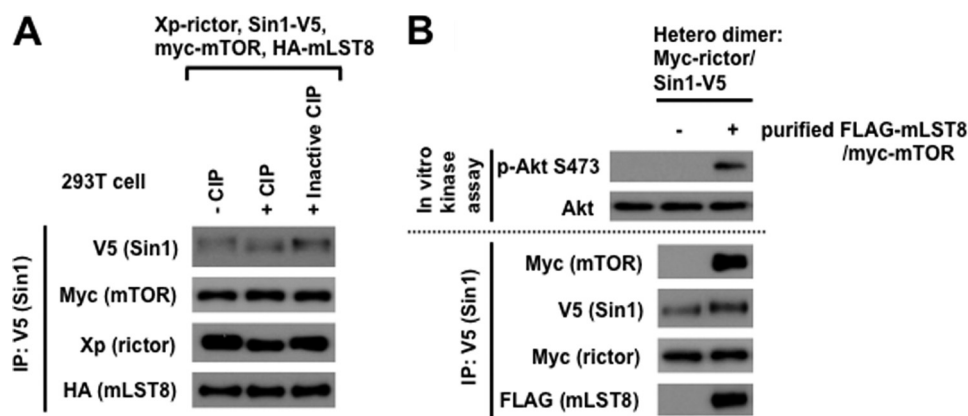 A
Xp-rictor, Sin1-V5,
myc-mTOR, HA-mLST8
293T cell
- CIP
+ CIP
+ Inactive CIP
IP: V5 (Sin1)
V5 (Sin1)
Myc (mTOR)
Xp (rictor)
HA (mLST8)
B
Hetero dimer:
Myc-rictor/
Sin1-V5
- +
purified FLAG-mLST8
/myc-mTOR
In vitro
kinase
assay
p-Akt S473
Akt
IP: V5 (Sin1)
Myc (mTOR)
V5 (Sin1)
Myc (rictor)
FLAG (mLST8)